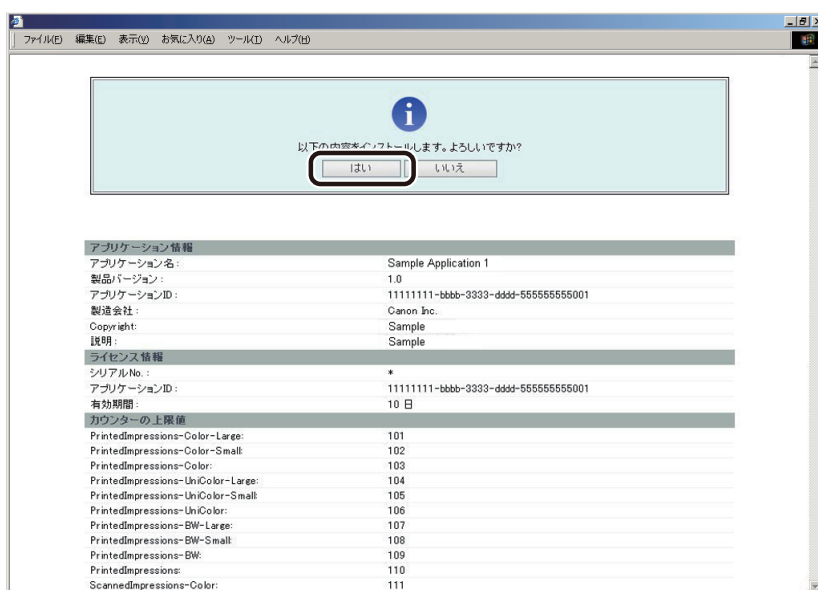 ファイル(F) 編集(E) 表示(V) お気に入り(A) ツール(T) ヘルプ(H)
以下の内容をインストールします。よろしいですか?
はい いいえ
アプリケーション情報
アプリケーション名: Sample Application 1
製品バージョン: 1.0
アプリケーションID: 11111111-bbbb-3333-dddd-555555555001
製造会社: Canon Inc.
Copyright: Sample
説明: Sample
ライセンス情報
シリアルNo.: *
アプリケーションID: 11111111-bbbb-3333-dddd-555555555001
有効期間: 10 日
カウンターの上限値
PrintedImpressions-Color-Large: 101
PrintedImpressions-Color-Small: 102
PrintedImpressions-Color: 103
PrintedImpressions-UniColor-Large: 104
PrintedImpressions-UniColor-Small: 105
PrintedImpressions-UniColor: 106
PrintedImpressions-BW-Large: 107
PrintedImpressions-BW-Small: 108
PrintedImpressions-BW: 109
PrintedImpressions: 110
ScannedImpressions-Color: 111